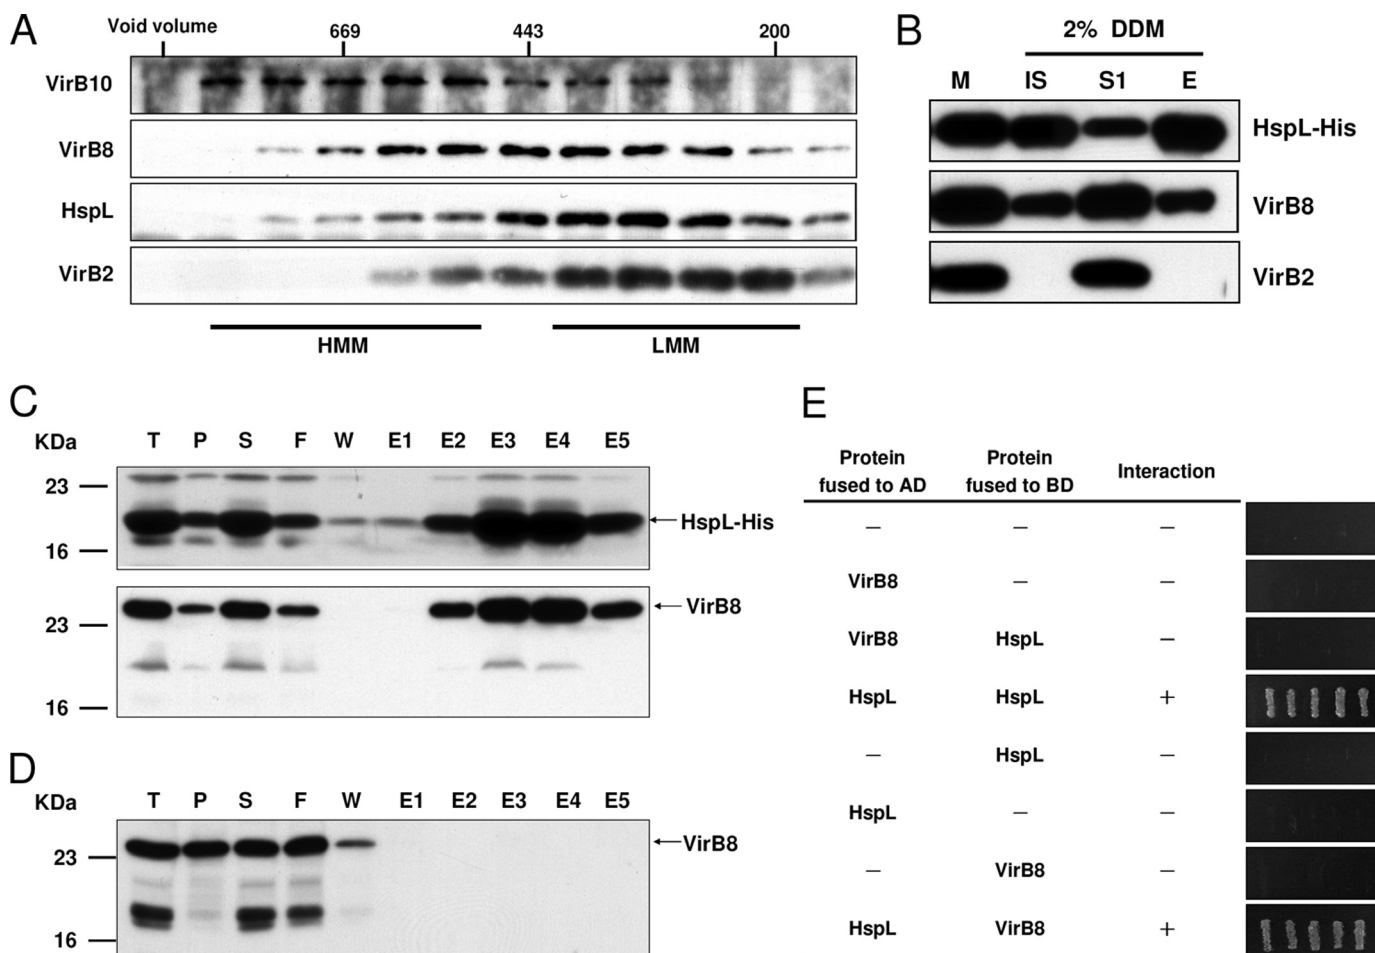 A
Void volume 669 443 200
VirB10
VirB8
HspL
VirB2
HMM LMM
B
2% DDM
M IS S1 E
HspL-His
VirB8
VirB2
C
KDa T P S F W E1 E2 E3 E4 E5
23
HspL-His
16
VirB8
23
16
D
KDa T P S F W E1 E2 E3 E4 E5
VirB8
23
16
E
Protein Protein Interaction
fused to AD fused to BD
– – –
VirB8 – –
VirB8 HspL –
HspL HspL +
– HspL –
HspL – –
– VirB8 –
HspL VirB8 +